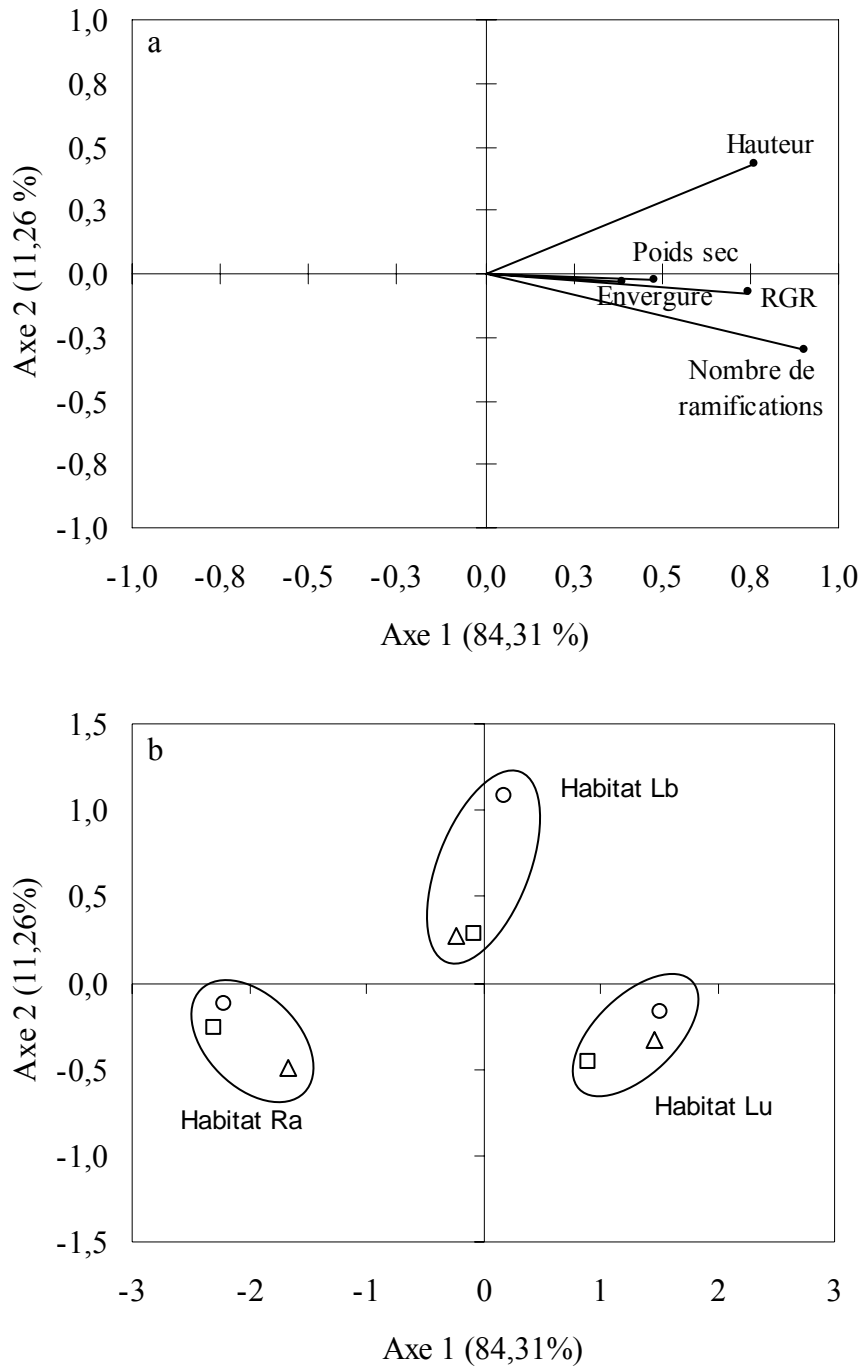 a
1,0
0,8
0,5
0,3
0,0
-0,3
-0,5
-0,8
-1,0
Axe 2 (11,26 %)
Hauteur
Poids sec
Envergure
RGR
Nombre de
ramifications
-1,0 -0,8 -0,5 -0,3 0,0 0,3 0,5 0,8 1,0
Axe 1 (84,31 %)
b
1,5
1,0
0,5
0,0
-0,5
-1,0
-1,5
Axe 2 (11,26%)
Habitat Lb
Habitat Ra
Habitat Lu
-3 -2 -1 0 1 2 3
Axe 1 (84,31%)